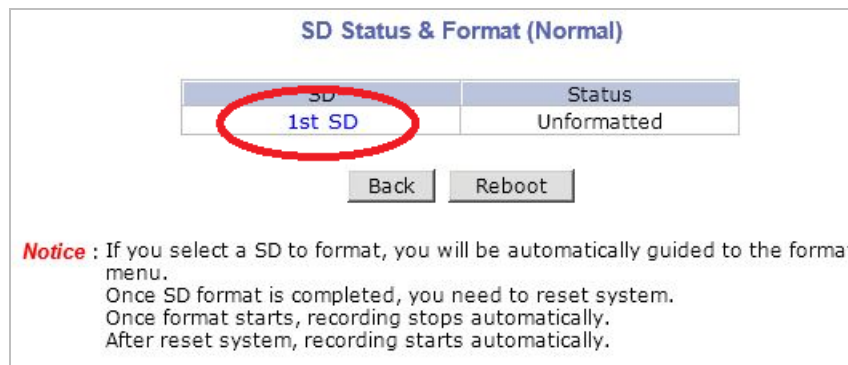 SD Status & Format (Normal)
SD Status
1st SD Unformatted
Back Reboot
Notice : If you select a SD to format, you will be automatically guided to the format
menu.
Once SD format is completed, you need to reset system.
Once format starts, recording stops automatically.
After reset system, recording starts automatically.